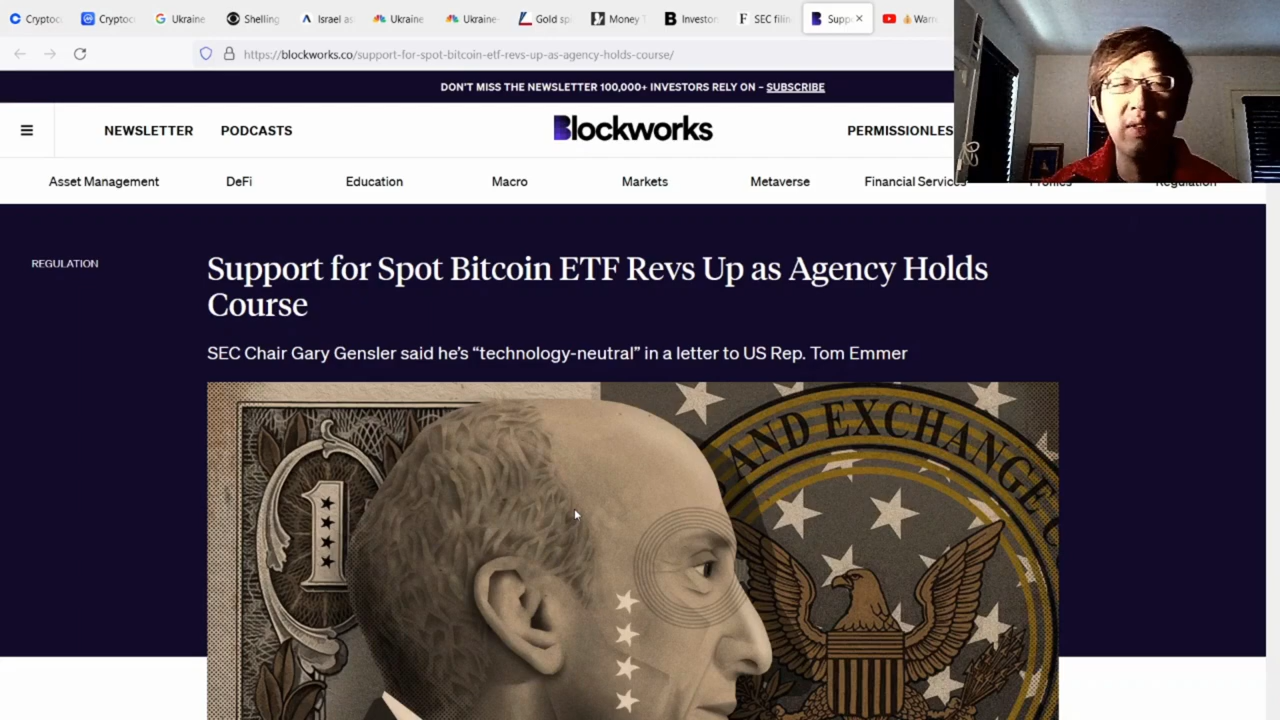 Cryptoc
Cryptoc
Ukraine
Shelling
Israel as
Ukraine
Ukraine-
Gold sp
Money T
Investor
SEC filin
Supp
Warn
https://blockworks.co/support-for-spot-bitcoin-etf-revs-up-as-agency-holds-course/
DON'T MISS THE NEWSLETTER 100,000+ INVESTORS RELY ON – SUBSCRIBE
NEWSLETTER
PODCASTS
Blockworks
PERMISSIONLES
Asset Management
DeFi
Education
Macro
Markets
Metaverse
Financial Services
Profiles
Regulation
REGULATION
Support for Spot Bitcoin ETF Revs Up as Agency Holds
Course
SEC Chair Gary Gensler said he's “technology-neutral” in a letter to US Rep. Tom Emmer
1
AND EXCHANGE